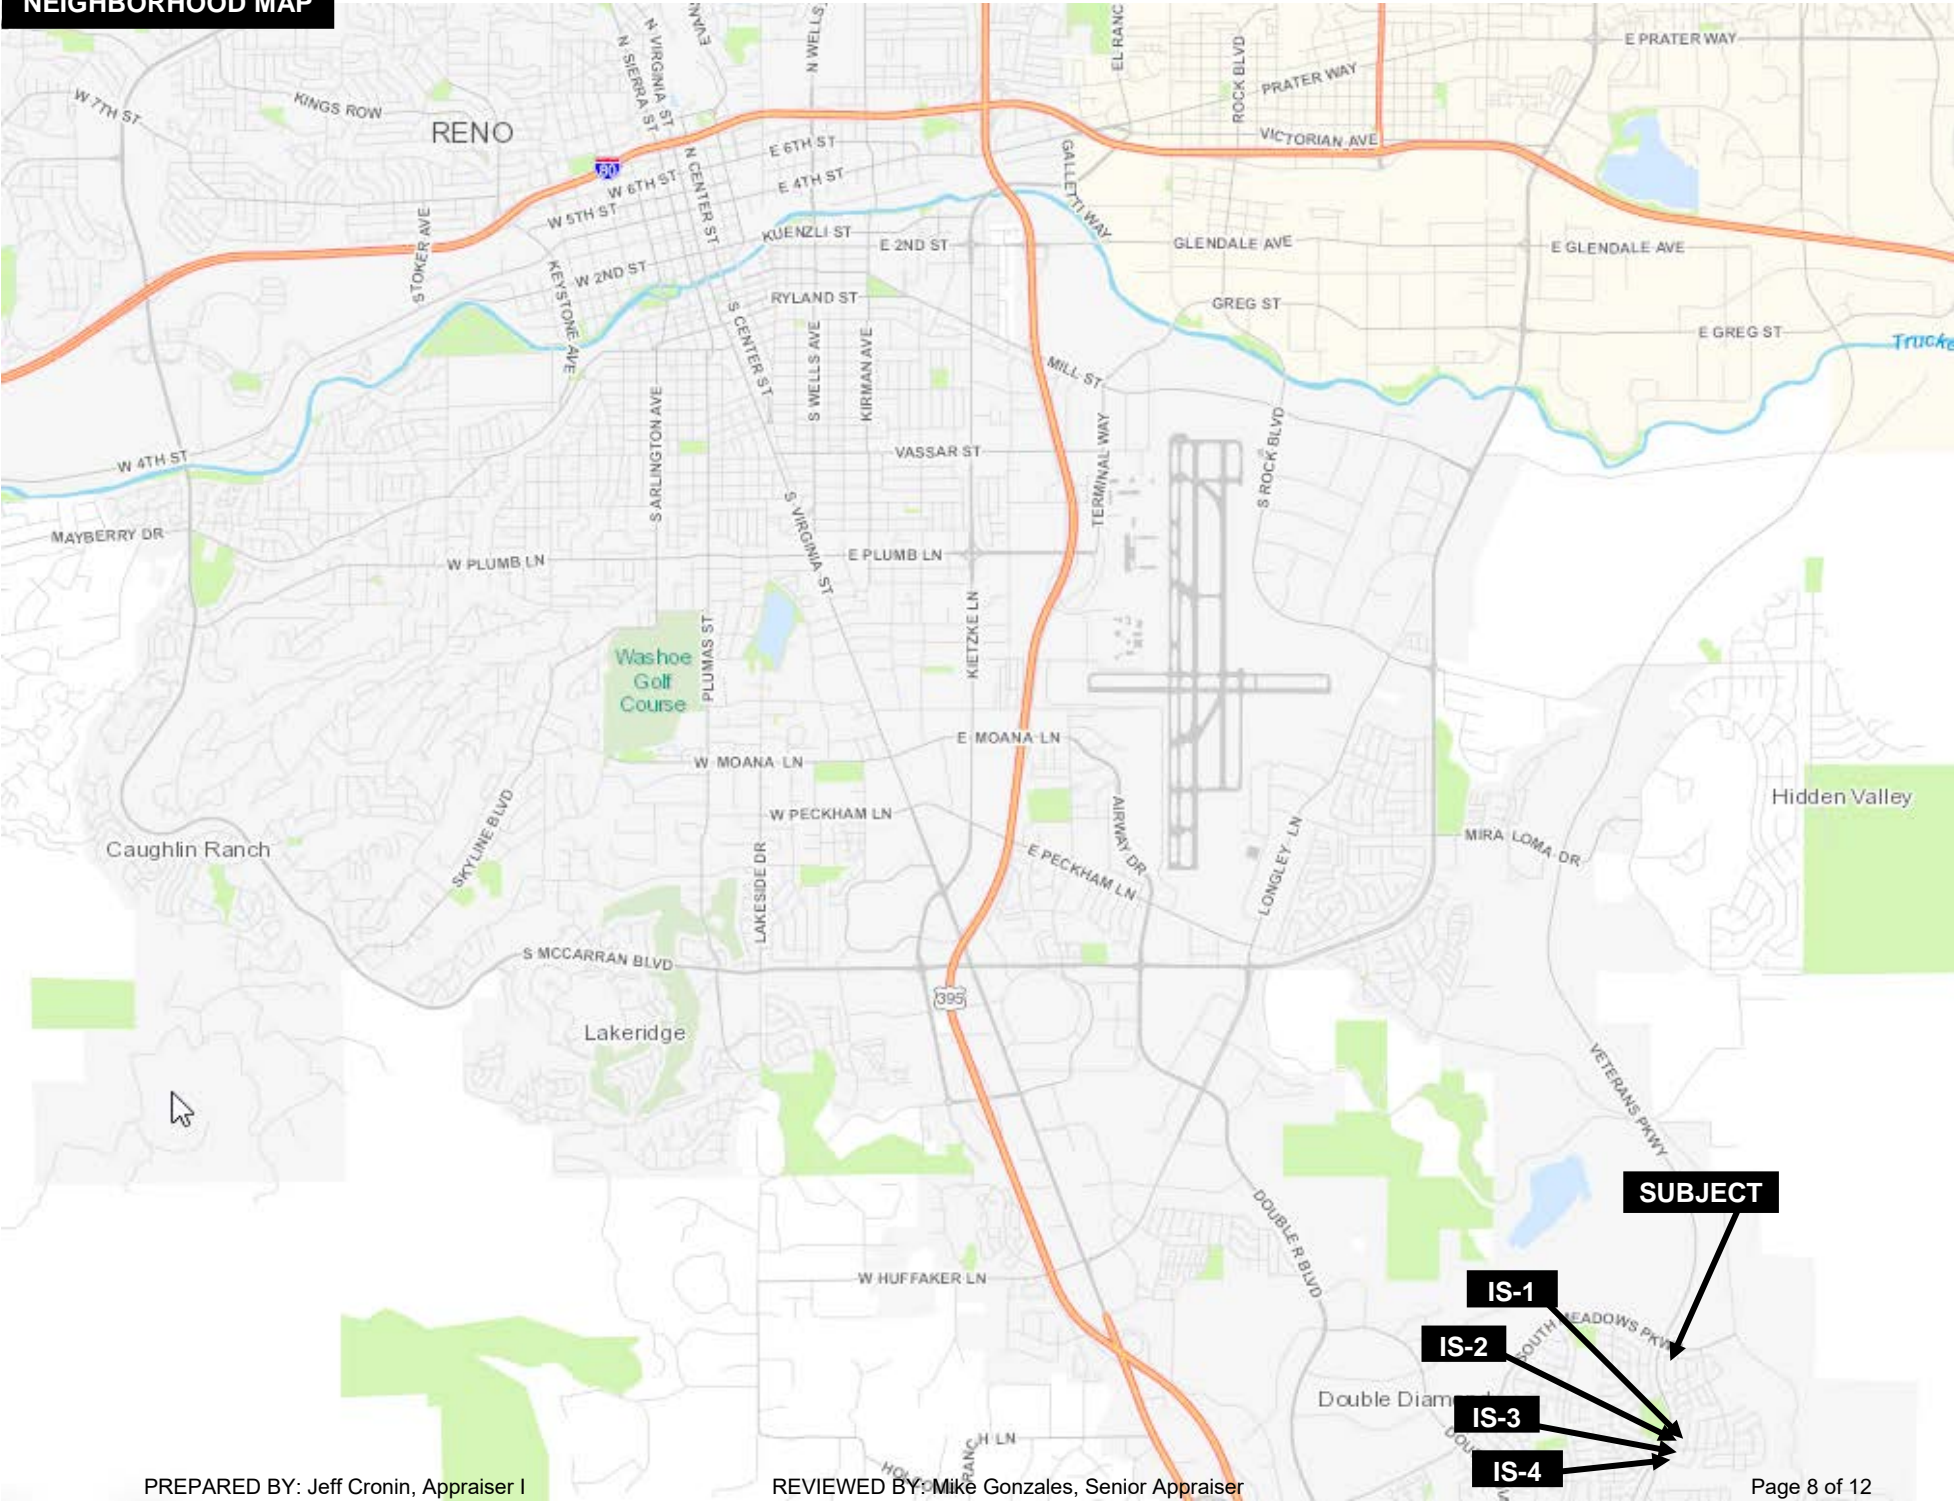 NEIGHBORHOOD MAP
N WELLS
EL RANC
E PRATER WAY
N VIRGINIA ST
N SIERRA ST
ROCK BLVD
PRATER WAY
W 7TH ST
KINGS ROW
RENO
VICTORIAN AVE
E 6TH ST
80
W 6TH ST
E 4TH ST
N CENTER ST
GALLETTI WAY
W 5TH ST
STOKER AVE
KUENZLI ST
E 2ND ST
GLENDALE AVE
E GLENDALE AVE
KEYSTONE AVE
W 2ND ST
RYLAND ST
GREG ST
E GREG ST
Trucke
S CENTER ST
S WELLS AVE
KIRMAN AVE
MILL ST
S ARLINGTON AVE
W 4TH ST
VASSAR ST
TERMINAL WAY
S ROCK BLVD
S VIRGINIA ST
MAYBERRY DR
W PLUMB LN
E PLUMB LN
KIETZKE LN
Washoe
Golf
Course
PLUMAS ST
E MOANA LN
W MOANA LN
W PECKHAM LN
AIRWAY DR
Hidden Valley
SKYLINE BLVD
Caughlin Ranch
LAKESIDE DR
E PECKHAM LN
LONGLEY LN
MIRA LOMA DR
S MCCARRAN BLVD
395
Lakeridge
VETERANS PKWY
SUBJECT
DOUBLE R BLVD
W HUFFAKER LN
IS-1
SOUTH MEADOWS PKW
IS-2
Double Diam
IS-3
H LN
RANC
IS-4
PREPARED BY: Jeff Cronin, Appraiser I
REVIEWED BY: Mike Gonzales, Senior Appraiser
Page 8 of 12